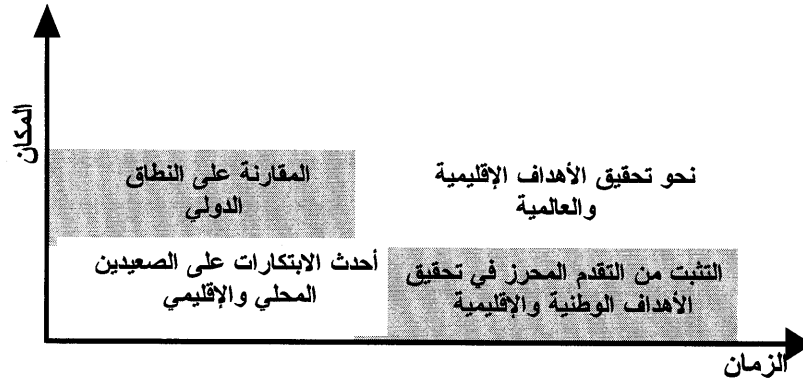 المكان
المقارنة على النطاق
الدولي
نحو تحقيق الأهداف الإقليمية
والعالمية
أحدث الابتكارات على الصعيدين
المحلي والإقليمي
التثبت من التقدم المحرز في تحقيق
الأهداف الوطنية والإقليمية
الزمان